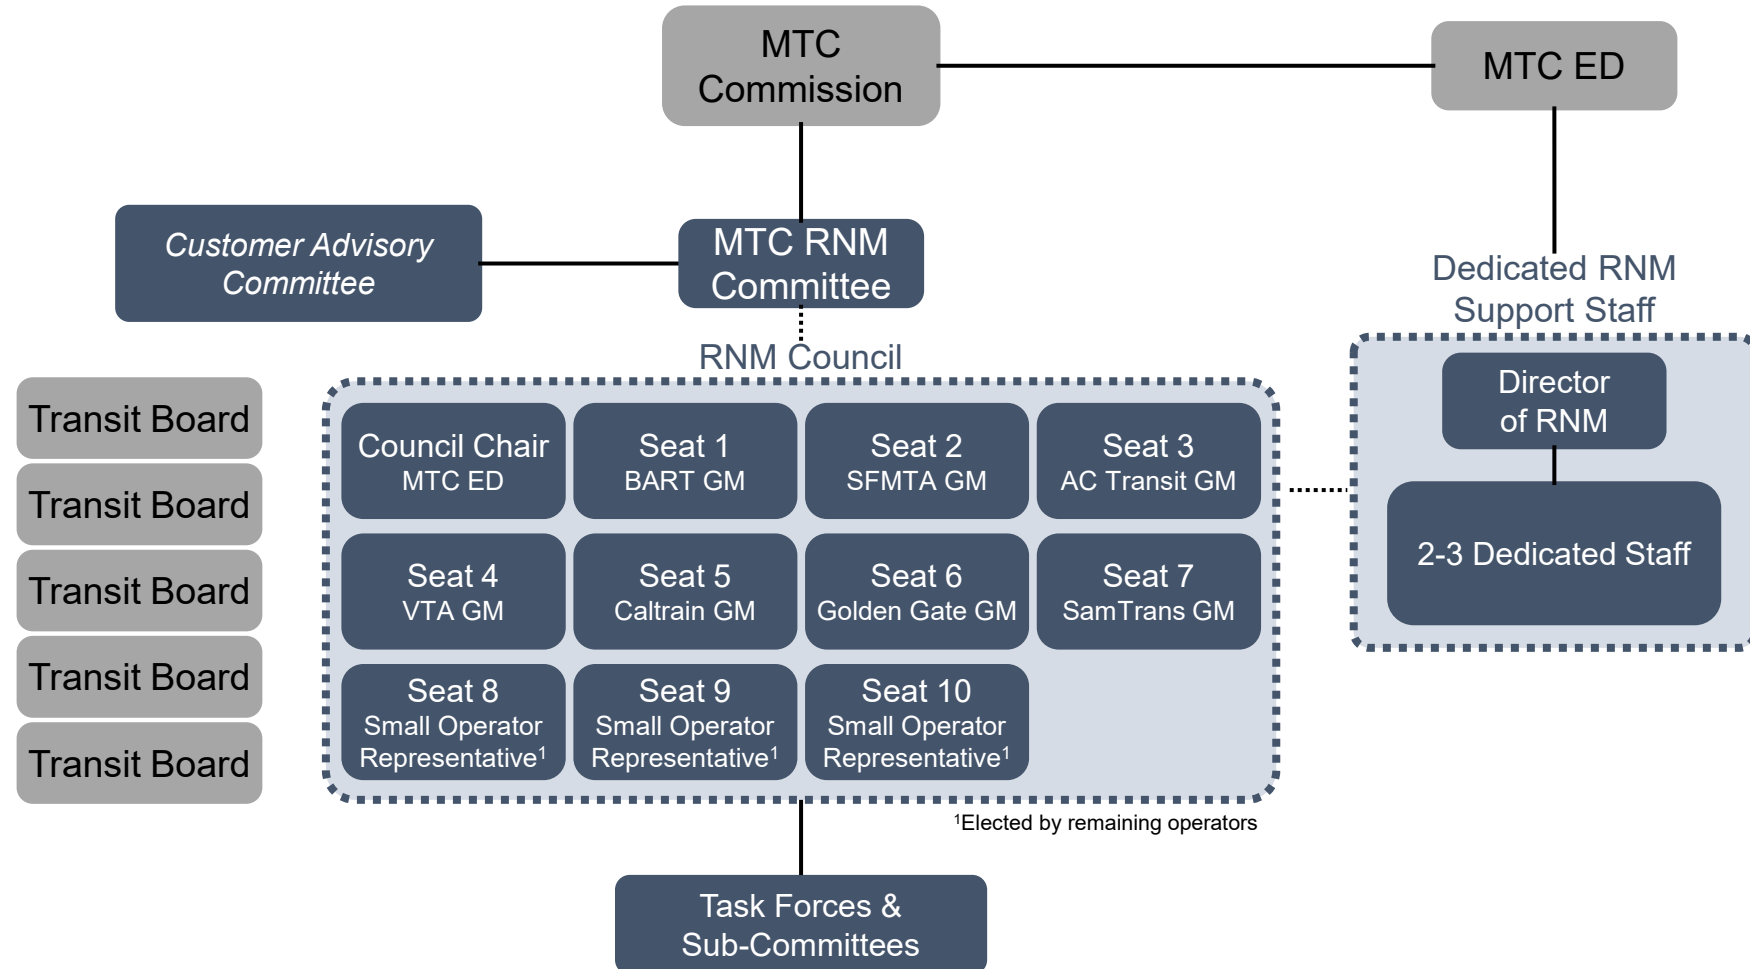 MTC
Commission
MTC ED
Customer Advisory
Committee
MTC RNM
Committee
Dedicated RNM
Support Staff
RNM Council
Transit Board
Transit Board
Transit Board
Transit Board
Transit Board
Council Chair
MTC ED
Seat 1
BART GM
Seat 2
SFMTA GM
Seat 3
AC Transit GM
Seat 4
VTA GM
Seat 5
Caltrain GM
Seat 6
Golden Gate GM
Seat 7
SamTrans GM
Seat 8
Small Operator
Representative¹
Seat 9
Small Operator
Representative¹
Seat 10
Small Operator
Representative¹
Director
of RNM
2-3 Dedicated Staff
¹Elected by remaining operators
Task Forces &
Sub-Committees